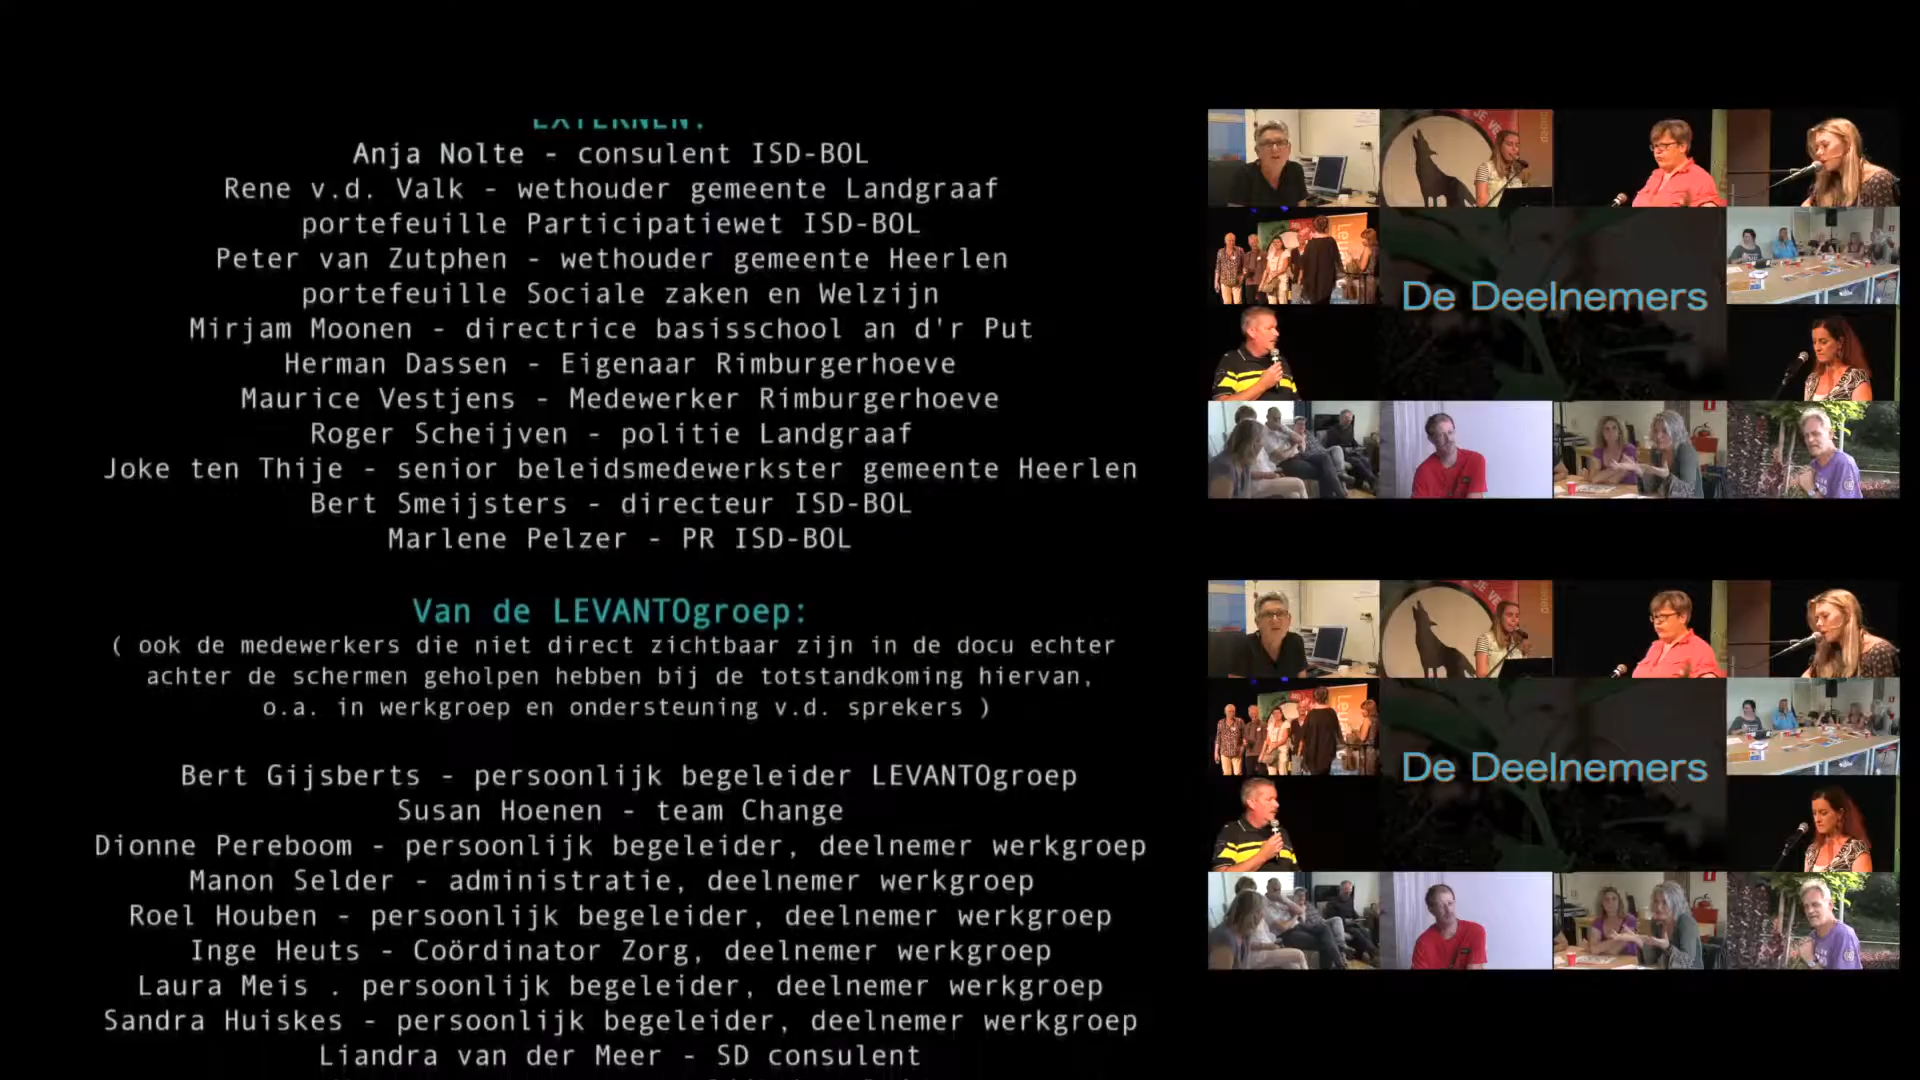 EXTERNEN:
Anja Nolte - consulent ISD-BOL
Rene v.d. Valk - wethouder gemeente Landgraaf
portefeuille Participatiewet ISD-BOL
Peter van Zutphen - wethouder gemeente Heerlen
portefeuille Sociale zaken en Welzijn
Mirjam Moonen - directrice basisschool an d'r Put
Herman Dassen - Eigenaar Rimburgerhoeve
Maurice Vestjens - Medewerker Rimburgerhoeve
Roger Scheijven - politie Landgraaf
Joke ten Thije - senior beleidsmedewerkster gemeente Heerlen
Bert Smeijsters - directeur ISD-BOL
Marlene Pelzer - PR ISD-BOL
Van de LEVANTOgroep:
( ook de medewerkers die niet direct zichtbaar zijn in de docu echter
achter de schermen geholpen hebben bij de totstandkoming hiervan,
o.a. in werkgroep en ondersteuning v.d. sprekers )
Bert Gijsberts - persoonlijk begeleider LEVANTOgroep
Susan Hoenen - team Change
Dionne Pereboom - persoonlijk begeleider, deelnemer werkgroep
Manon Selder - administratie, deelnemer werkgroep
Roel Houben - persoonlijk begeleider, deelnemer werkgroep
Inge Heuts - Coördinator Zorg, deelnemer werkgroep
Laura Meis . persoonlijk begeleider, deelnemer werkgroep
Sandra Huiskes - persoonlijk begeleider, deelnemer werkgroep
Liandra van der Meer - SD consulent
JE VE
De Deelnemers
JE VE
De Deelnemers